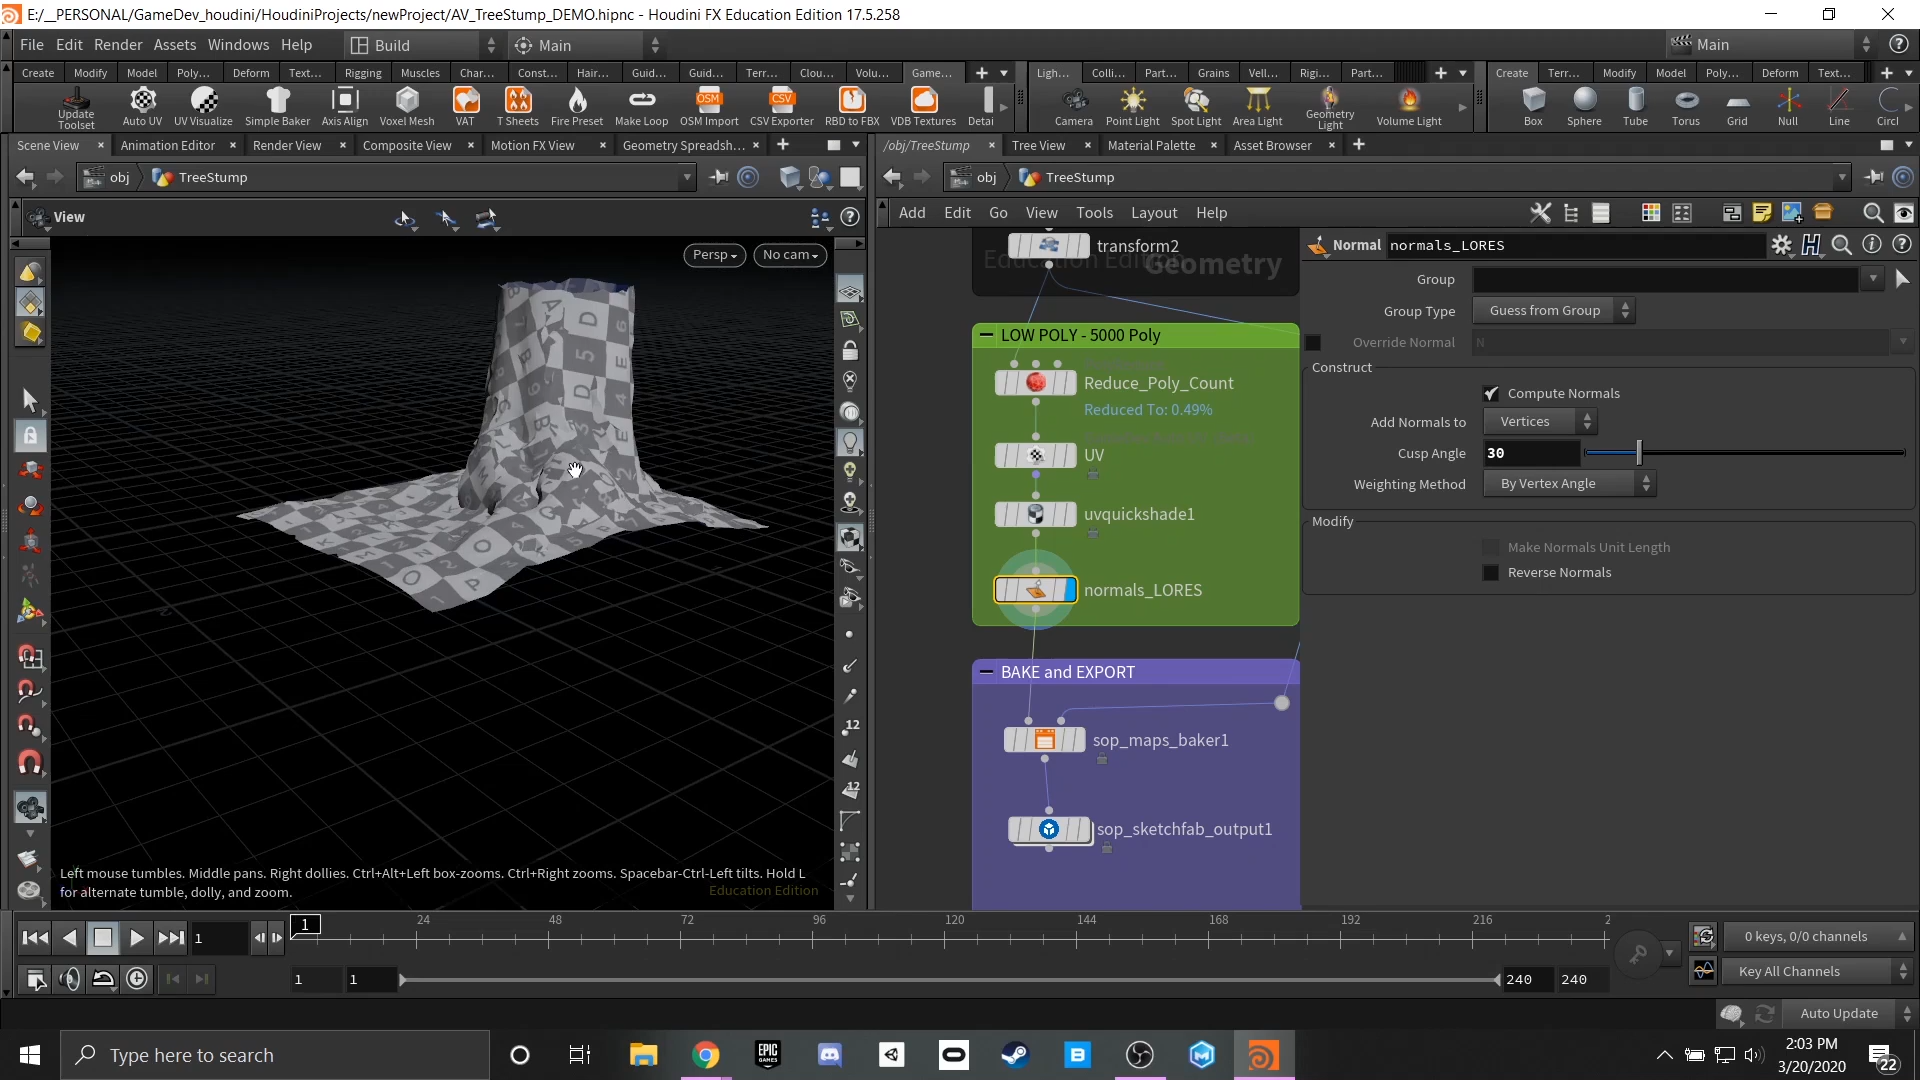 E:/__PERSONAL/GameDev_houdini/HoudiniProjects/newProject/AV_TreeStump_DEMO.hipnc - Houdini FX Education Edition 17.5.258
File Edit Render Assets Windows Help Build Main Main
Create Modify Model Poly... Deform Text... Rigging Muscles Char... Const... Hair... Guid... Guid... Terr... Clou... Volu... Game...
Ligh... Colli... Part... Grains Vell... Rigi... Part...
Create Terr... Modify Model Poly... Deform Text...
Update Toolset Auto UV UV Visualize Simple Baker Axis Align Voxel Mesh VAT T Sheets Fire Preset Make Loop OSM Import CSV Exporter RBD to FBX VDB Textures Detai
Camera Point Light Spot Light Area Light Geometry Light Volume Light
Box Sphere Tube Torus Grid Null Line Circl
Scene View Animation Editor Render View Composite View Motion FX View Geometry Spreadsh...
/obj/TreeStump Tree View Material Palette Asset Browser
obj TreeStump
obj TreeStump
View
Add Edit Go View Tools Layout Help
Persp No cam
transform2
Education Edition
Geometry
LOW POLY - 5000 Poly
Reduce_Poly_Count
Reduced To: 0.49%
UV
uvquickshade1
normals_LORES
BAKE and EXPORT
sop_maps_baker1
sop_sketchfab_output1
Normal normals_LORES
Group
Group Type Guess from Group
Override Normal N
Construct
Compute Normals
Add Normals to Vertices
Cusp Angle 30
Weighting Method By Vertex Angle
Modify
Make Normals Unit Length
Reverse Normals
12
12
Left mouse tumbles. Middle pans. Right dollies. Ctrl+Alt+Left box-zooms. Ctrl+Right zooms. Spacebar-Ctrl-Left tilts. Hold L
for alternate tumble, dolly, and zoom.
Education Edition
1 1 24 48 72 96 120 144 168 192 216 2
0 keys, 0/0 channels
1 1 240 240
Key All Channels
Auto Update
Type here to search
EPIC GAMES
2:03 PM
3/20/2020
22